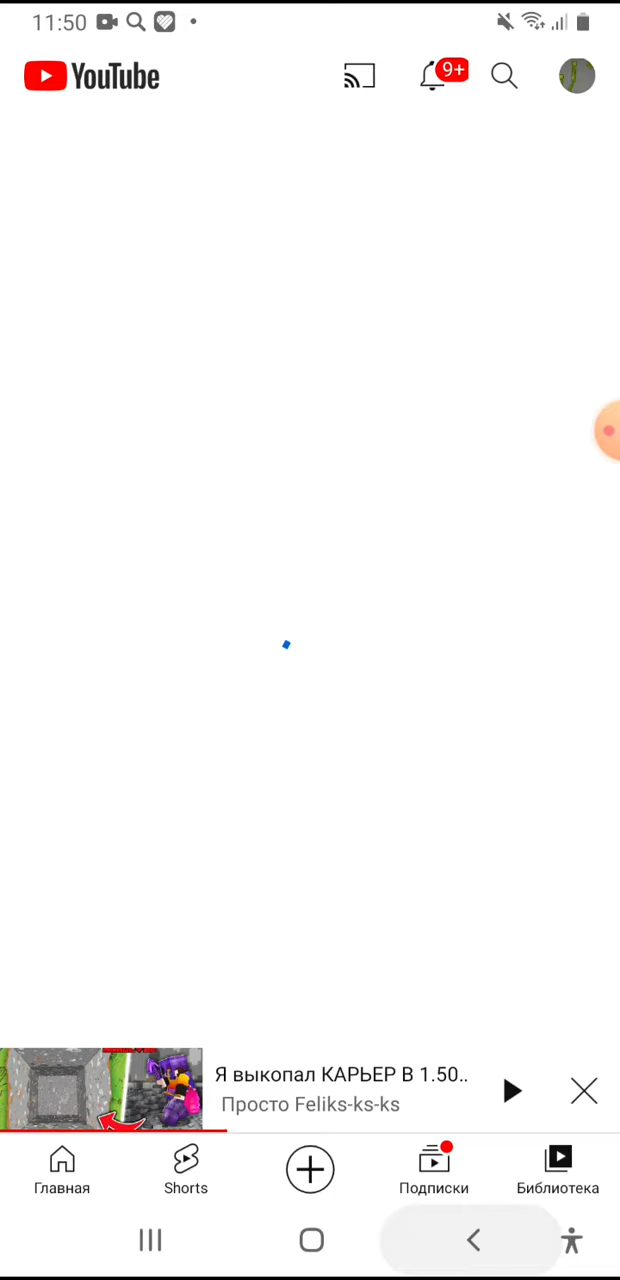 11:50
YouTube
9+
Я выкопал КАРЬЕР В 1.50..
Просто Feliks-ks-ks
Главная
Shorts
Подписки
Библиотека